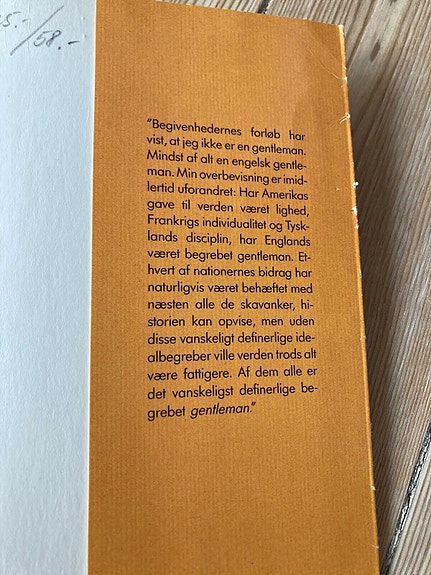 5.-/58.-
"Begivenhedernes forløb har
vist, at jeg ikke er en gentleman.
Mindst af alt en engelsk gentle-
man. Min overbevisning er imid-
lertid uforandret: Har Amerikas
gave til verden været lighed,
Frankrigs individualitet og Tysk-
lands disciplin, har Englands
været begrebet gentleman. Et-
hvert af nationernes bidrag har
naturligvis været behæftet med
næsten alle de skavanker, hi-
storien kan opvise, men uden
disse vanskeligt definerlige ide-
albegreber ville verden trods alt
være fattigere. Af dem alle er
det vanskeligst definerlige be-
grebet gentleman."